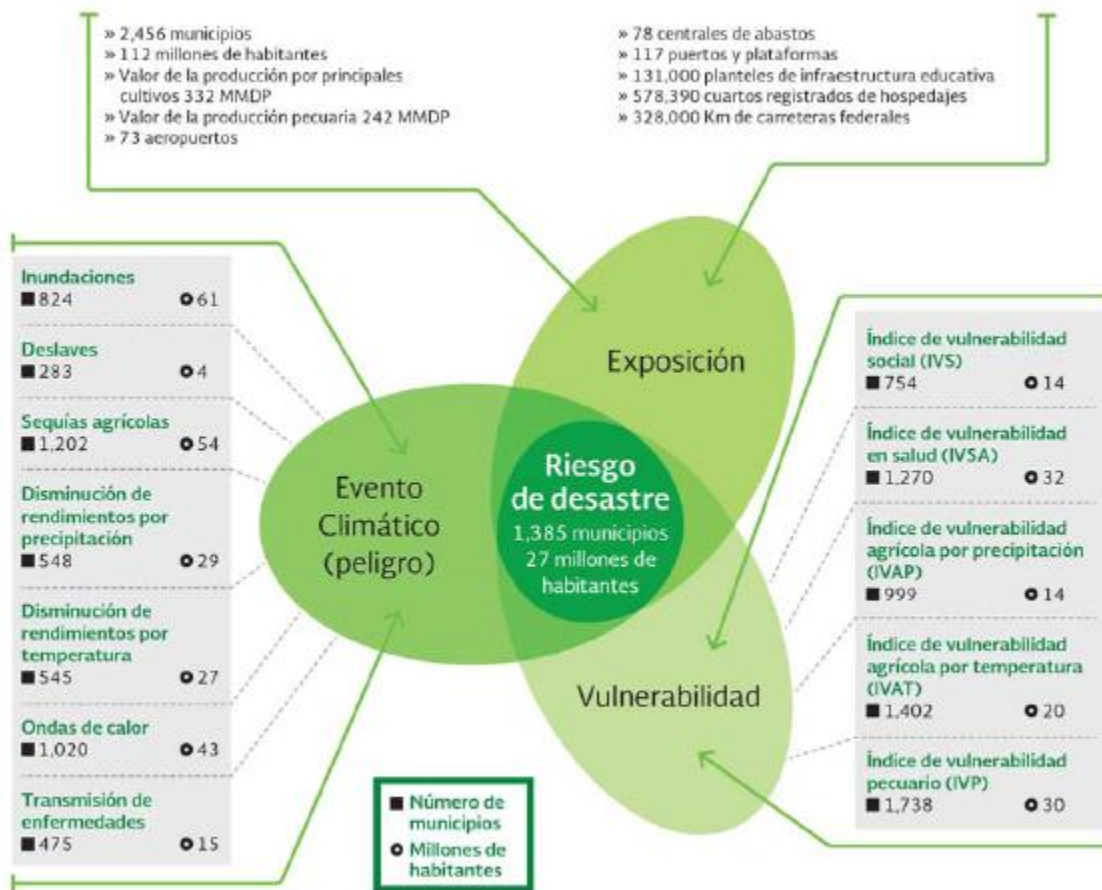 » 2,456 municipios
» 112 millones de habitantes
» Valor de la producción por principales
cultivos 332 MMDP
» Valor de la producción pecuaria 242 MMDP
» 73 aeropuertos
» 78 centrales de abastos
» 117 puertos y plataformas
» 131,000 planteles de infraestructura educativa
» 578,390 cuartos registrados de hospedajes
» 328,000 Km de carreteras federales
Inundaciones
824 61
Deslaves
283 4
Sequías agrícolas
1,202 54
Disminución de
rendimientos por
precipitación
548 29
Disminución de
rendimientos por
temperatura
545 27
Ondas de calor
1,020 43
Transmisión de
enfermedades
475 15
Exposición
Evento
Climático
(peligro)
Riesgo
de desastre
1,385 municipios
27 millones de
habitantes
Vulnerabilidad
Índice de vulnerabilidad
social (IVS)
754 14
Índice de vulnerabilidad
en salud (IVSA)
1,270 32
Índice de vulnerabilidad
agrícola por precipitación
(IVAP)
999 14
Índice de vulnerabilidad
agrícola por temperatura
(IVAT)
1,402 20
Índice de vulnerabilidad
pecuario (IVP)
1,738 30
Número de
municipios
Millones de
habitantes